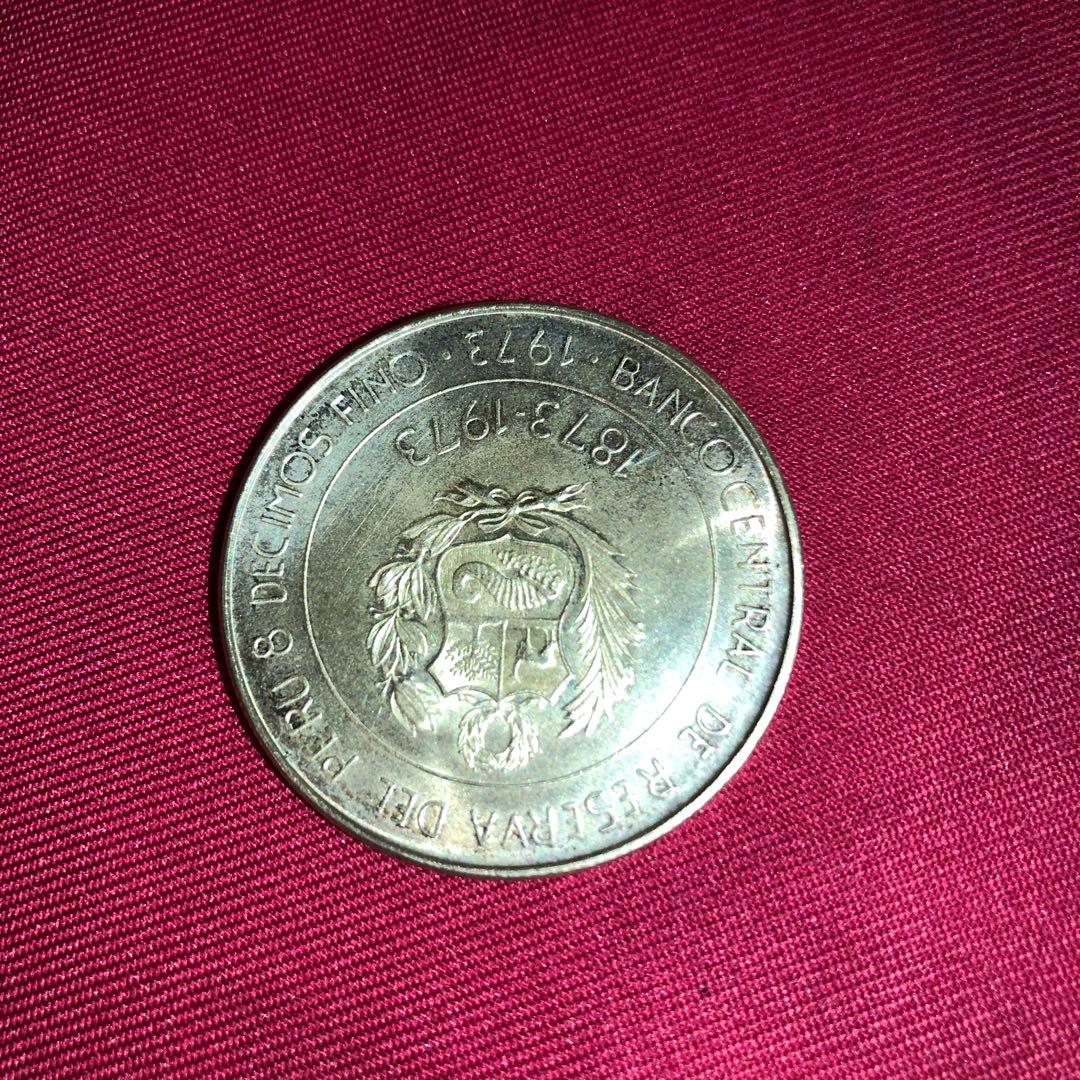 BANCO CENTRAL DE RESERVA DEL PERU 8 DECIMOS FINO · 1973 ·
1873-1973